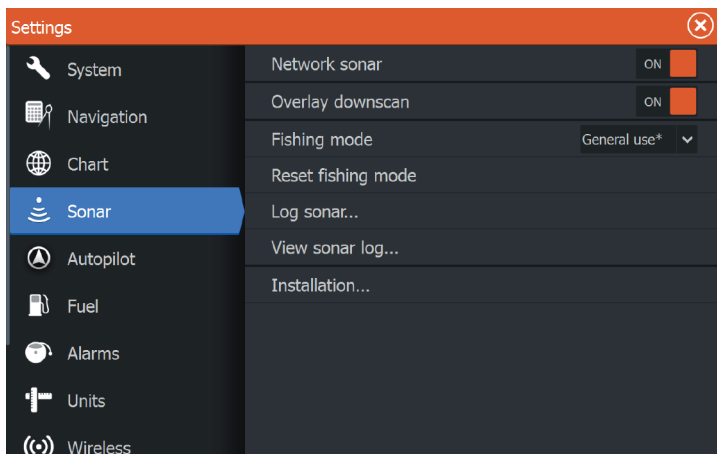 Settings
System
Navigation
Chart
Sonar
Autopilot
Fuel
Alarms
Units
Wireless
Network sonar ON
Overlay downscan ON
Fishing mode General use*
Reset fishing mode
Log sonar...
View sonar log...
Installation...